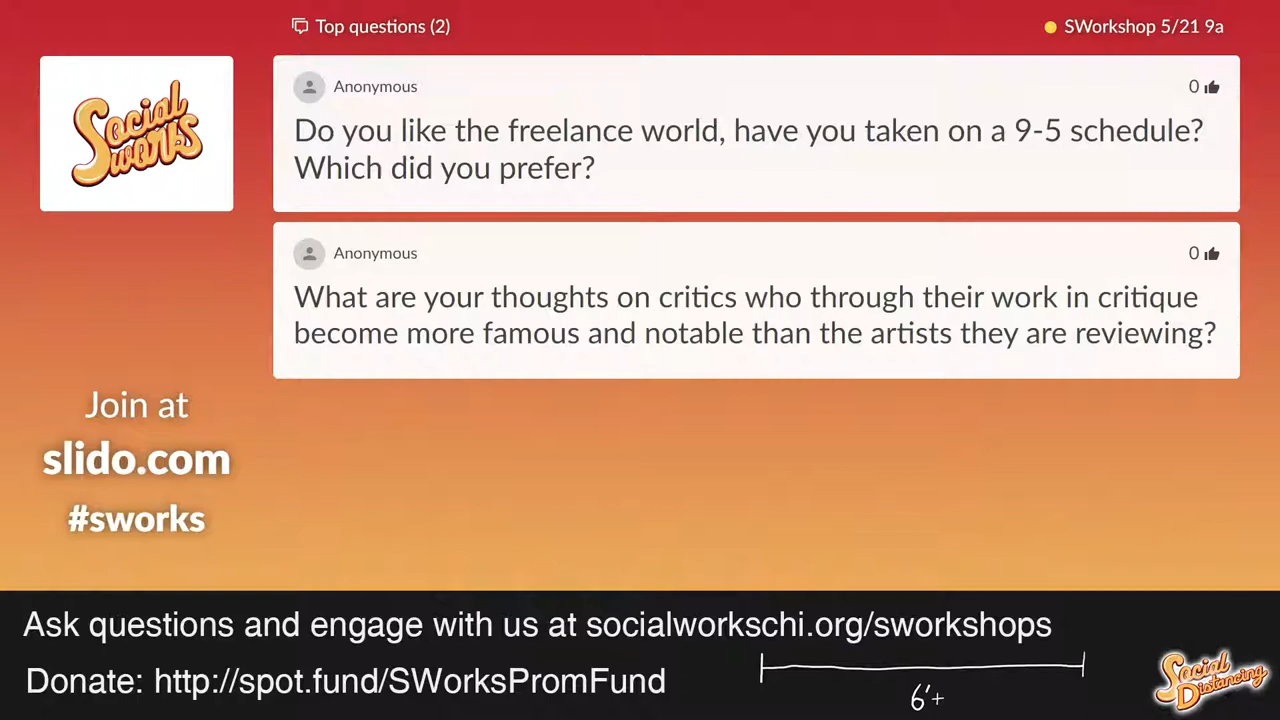 Top questions (2)
SWorkshop 5/21 9a
Social
Works
Anonymous
0
Do you like the freelance world, have you taken on a 9-5 schedule?
Which did you prefer?
Anonymous
0
What are your thoughts on critics who through their work in critique
become more famous and notable than the artists they are reviewing?
Join at
slido.com
#sworks
Ask questions and engage with us at socialworkschi.org/sworkshops
Donate: http://spot.fund/SWorksPromFund
6'+
Social
Distancing